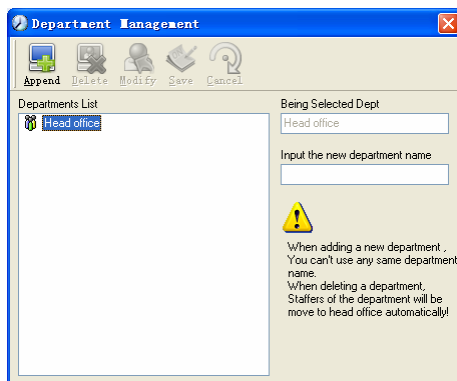 Department Management
Append Delete Modify Save Cancel
Departments List
Head office
Being Selected Dept
Head office
Input the new department name
When adding a new department ,
You can't use any same department
name.
When deleting a department,
Staffers of the department will be
move to head office automatically!